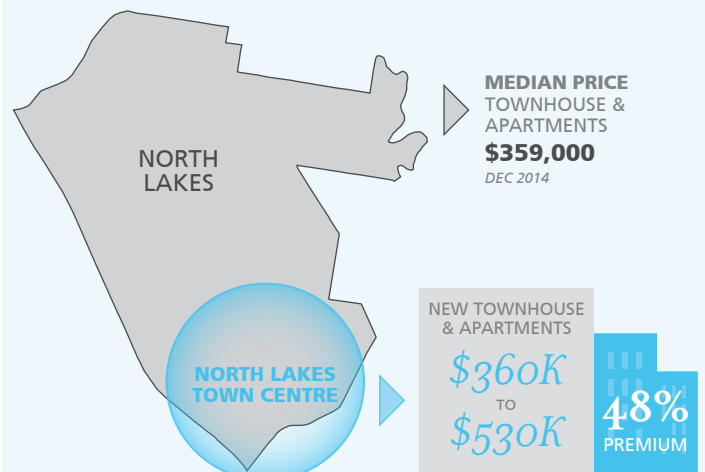 NORTH
LAKES
MEDIAN PRICE
TOWNHOUSE &
APARTMENTS
$359,000
DEC 2014
NORTH LAKES
TOWN CENTRE
NEW TOWNHOUSE
& APARTMENTS
$360K
TO
$530K
48%
PREMIUM